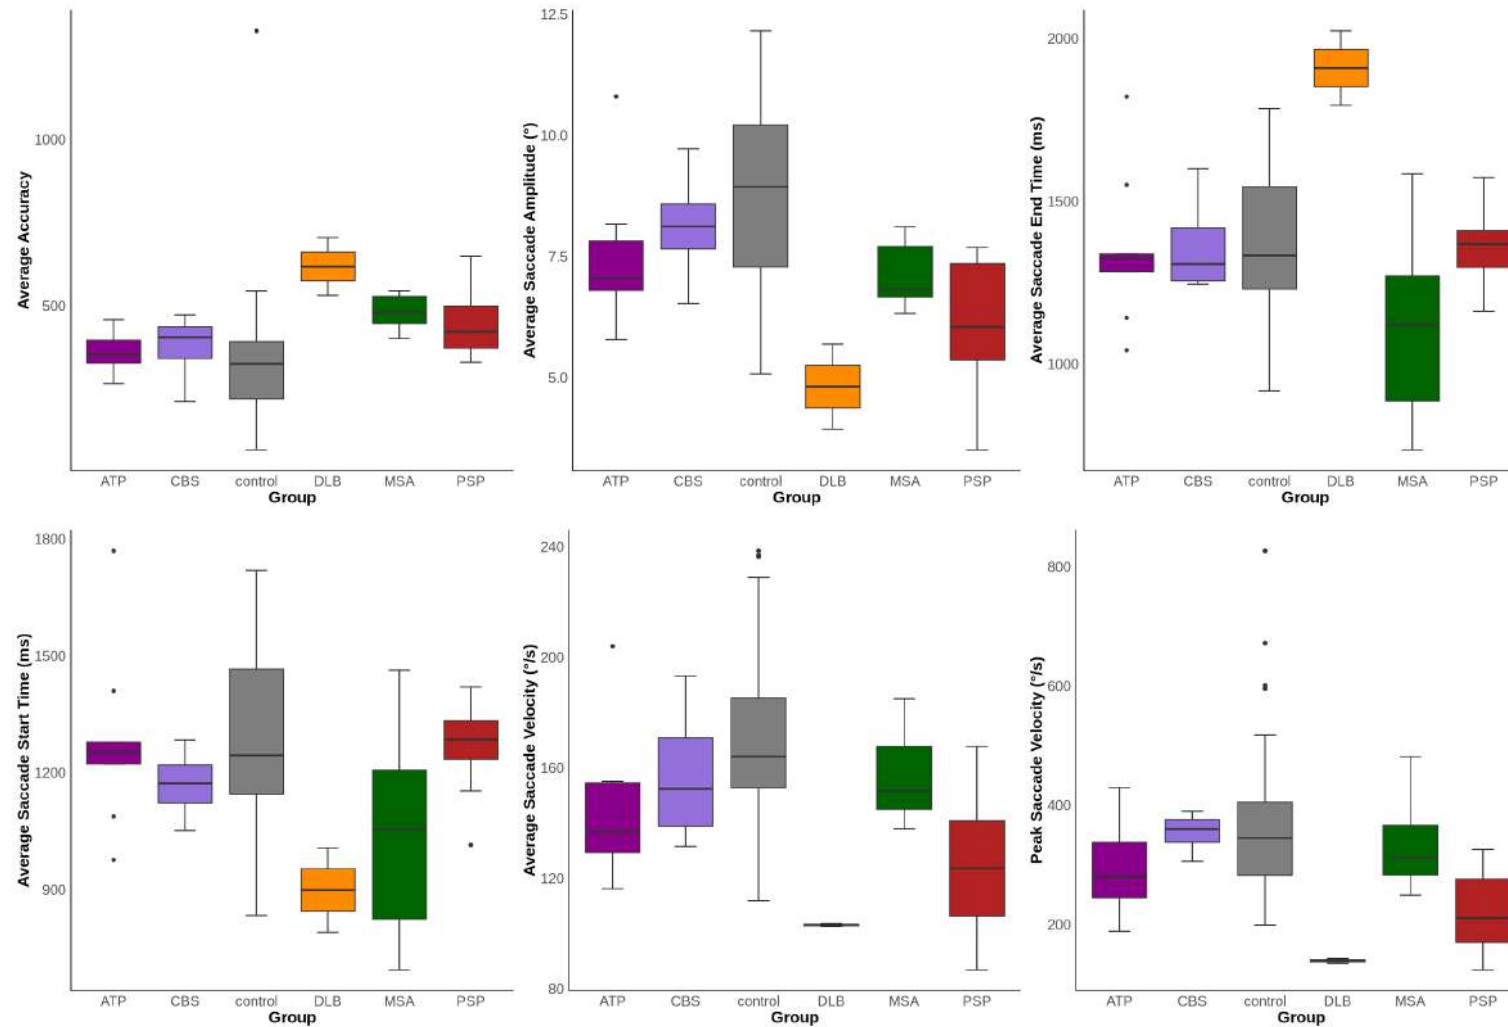 Average Accuracy
1000
500
ATP CBS control DLB MSA PSP
Group
Average Saccade Amplitude (°)
12.5
10.0
7.5
5.0
ATP CBS control DLB MSA PSP
Group
Average Saccade End Time (ms)
2000
1500
1000
ATP CBS control DLB MSA PSP
Group
Average Saccade Start Time (ms)
1800
1500
1200
900
ATP CBS control DLB MSA PSP
Group
Average Saccade Velocity (°/s)
240
200
160
120
80
ATP CBS control DLB MSA PSP
Group
Peak Saccade Velocity (°/s)
800
600
400
200
ATP CBS control DLB MSA PSP
Group